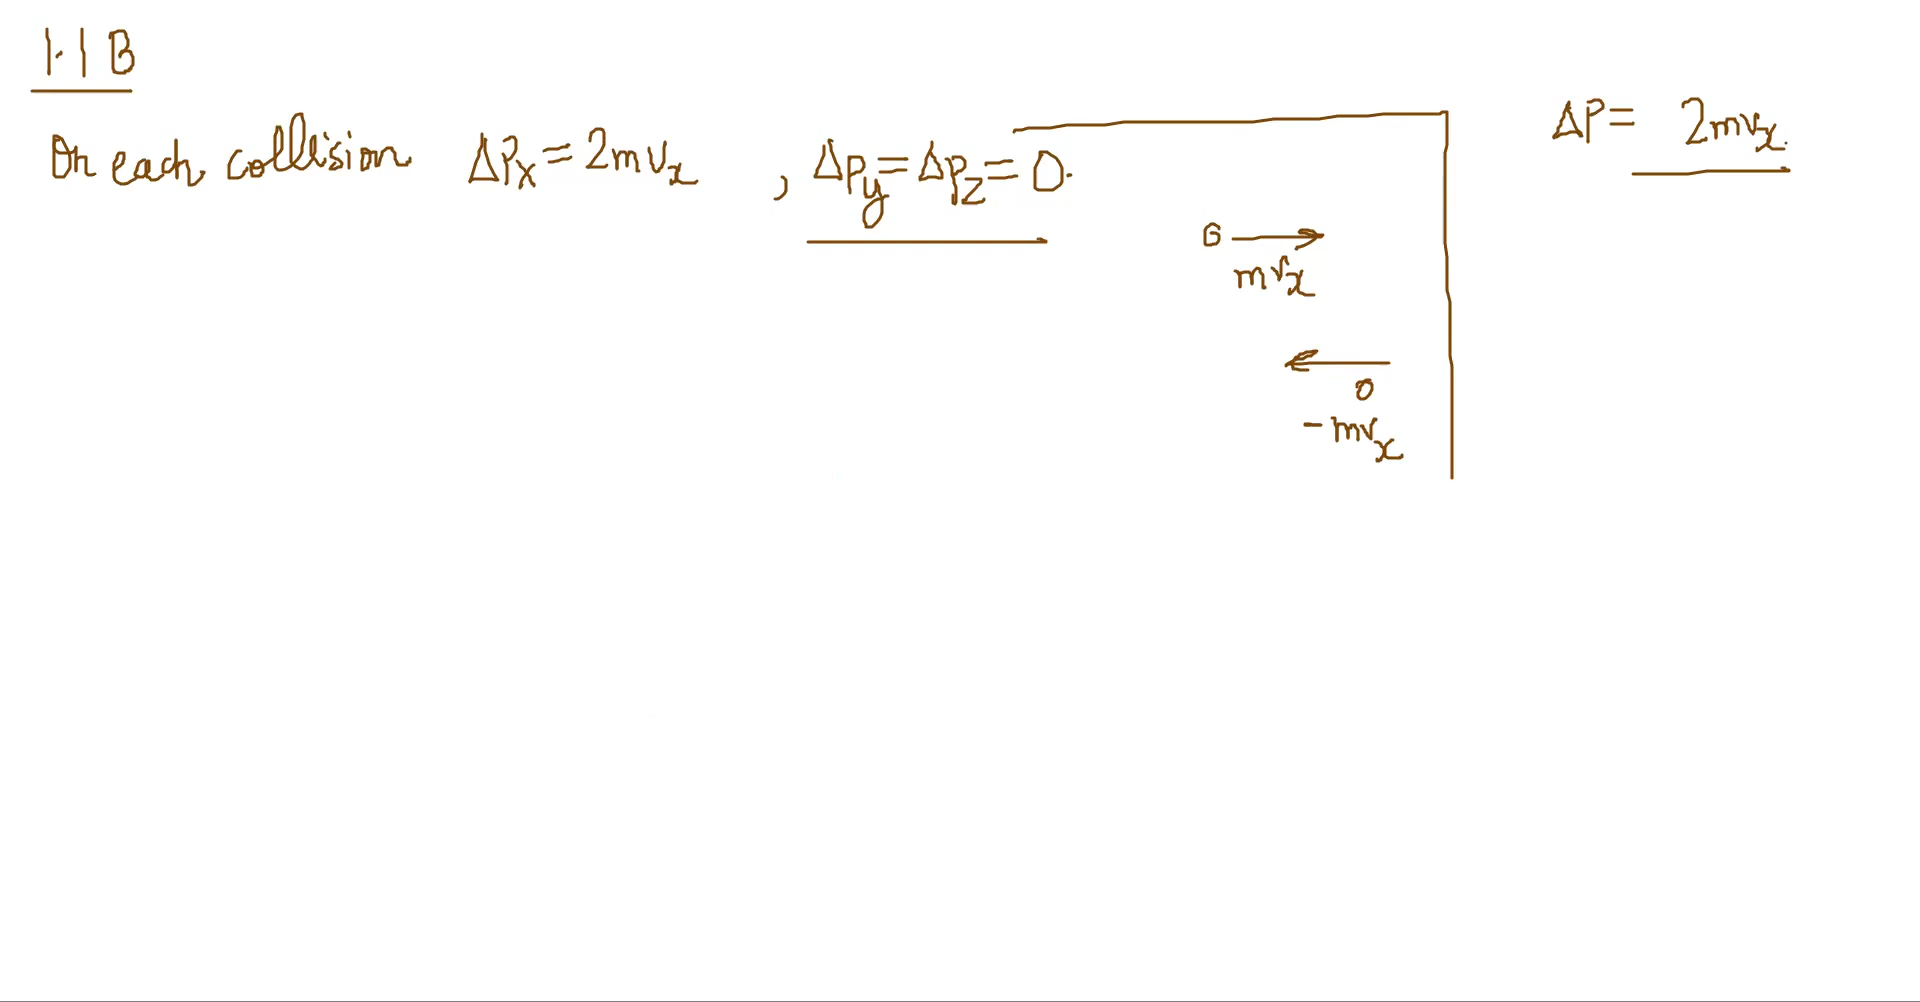 1.1 B
On each collision ΔPx = 2mvx , ΔPy = ΔPz = 0.
ΔP = 2mvx.
mvx
-mvx